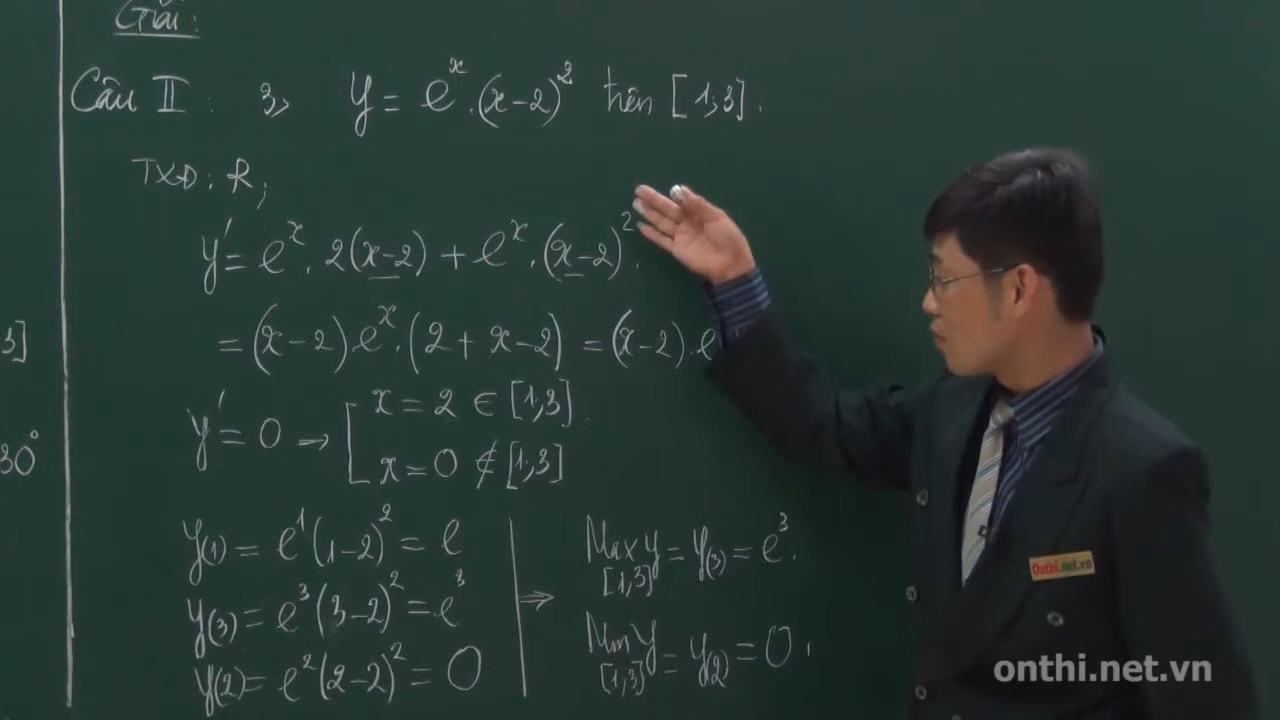 Giải:
Câu II: 3, y = e^x.(x-2)^2 trên [1;3].
TXĐ: R;
y' = e^x. 2(x-2) + e^x.(x-2)^2.
= (x-2).e^x.(2+x-2) = (x-2).e
3]
y' = 0 → [ x = 2 ∈ [1;3].
x = 0 ∉ [1;3]
30°
y(1) = e^1(1-2)^2 = e
y(3) = e^3(3-2)^2 = e^3
y(2) = e^2(2-2)^2 = 0
⇒ Max y = y(3) = e^3.
[1;3]
Min y = y(2) = 0.
[1;3]
Onthi.net.vn
onthi.net.vn